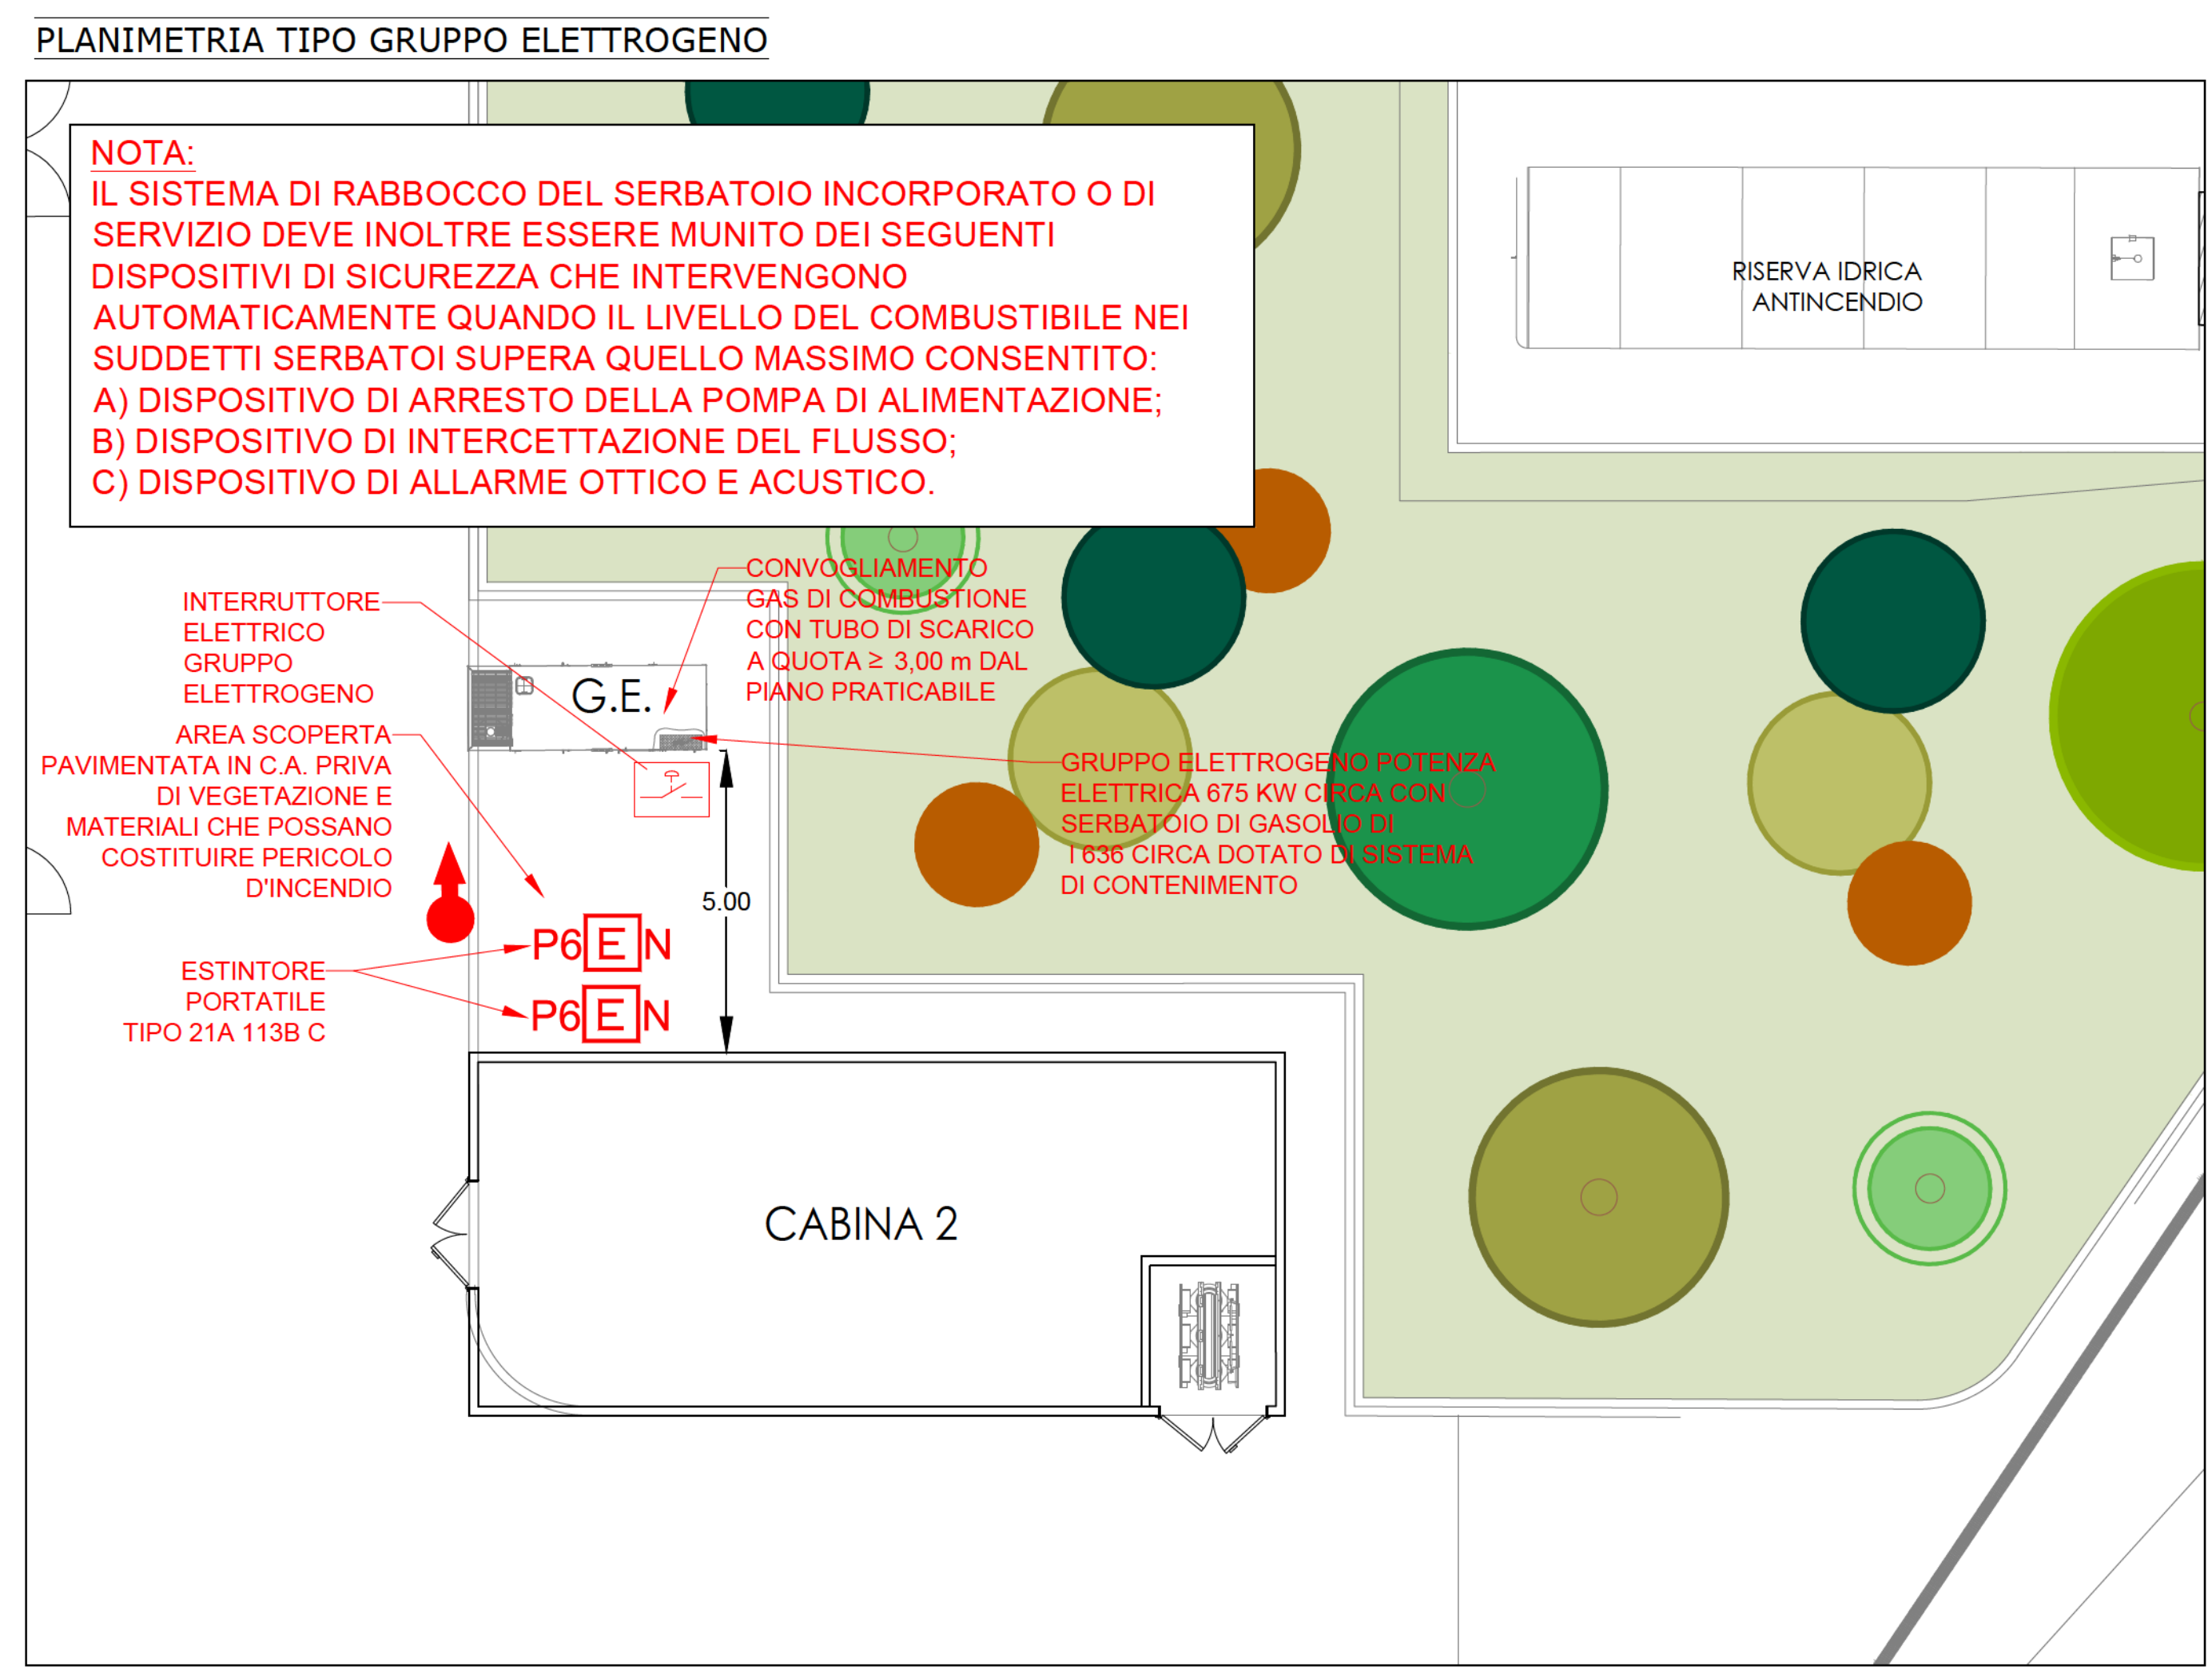 PLANIMETRIA TIPO GRUPPO ELETTROGENO
NOTA:
IL SISTEMA DI RABBOCCO DEL SERBATOIO INCORPORATO O DI
SERVIZIO DEVE INOLTRE ESSERE MUNITO DEI SEGUENTI
DISPOSITIVI DI SICUREZZA CHE INTERVENGONO
AUTOMATICAMENTE QUANDO IL LIVELLO DEL COMBUSTIBILE NEI
SUDDETTI SERBATOI SUPERA QUELLO MASSIMO CONSENTITO:
A) DISPOSITIVO DI ARRESTO DELLA POMPA DI ALIMENTAZIONE;
B) DISPOSITIVO DI INTERCETTAZIONE DEL FLUSSO;
C) DISPOSITIVO DI ALLARME OTTICO E ACUSTICO.
RISERVA IDRICA
ANTINCENDIO
CONVOGLIAMENTO
GAS DI COMBUSTIONE
CON TUBO DI SCARICO
A QUOTA ≥ 3,00 m DAL
PIANO PRATICABILE
INTERRUTTORE
ELETTRICO
GRUPPO
ELETTROGENO
G.E.
AREA SCOPERTA
PAVIMENTATA IN C.A. PRIVA
DI VEGETAZIONE E
MATERIALI CHE POSSANO
COSTITUIRE PERICOLO
D'INCENDIO
GRUPPO ELETTROGENO POTENZA
ELETTRICA 675 KW CIRCA CON
SERBATOIO DI GASOLIO DI
l 636 CIRCA DOTATO DI SISTEMA
DI CONTENIMENTO
5.00
P6 E N
P6 E N
ESTINTORE
PORTATILE
TIPO 21A 113B C
CABINA 2